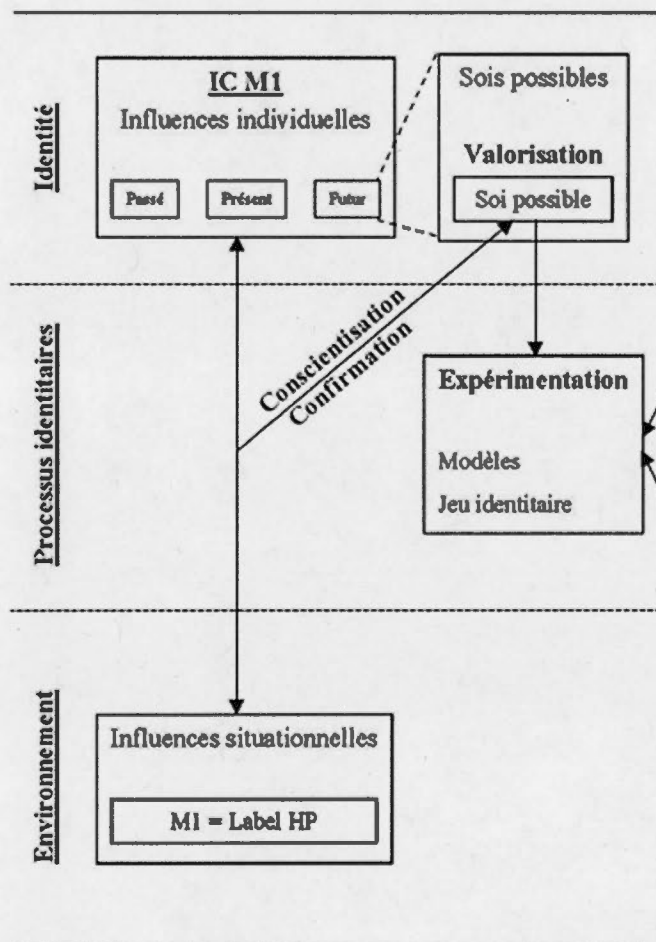 Identité
IC M1
Influences individuelles
Passé
Présent
Futur
Sois possibles
Valorisation
Soi possible
Processus identitaires
Conscientisation
Confirmation
Expérimentation
Modèles
Jeu identitaire
Environnement
Influences situationnelles
M1 = Label HP